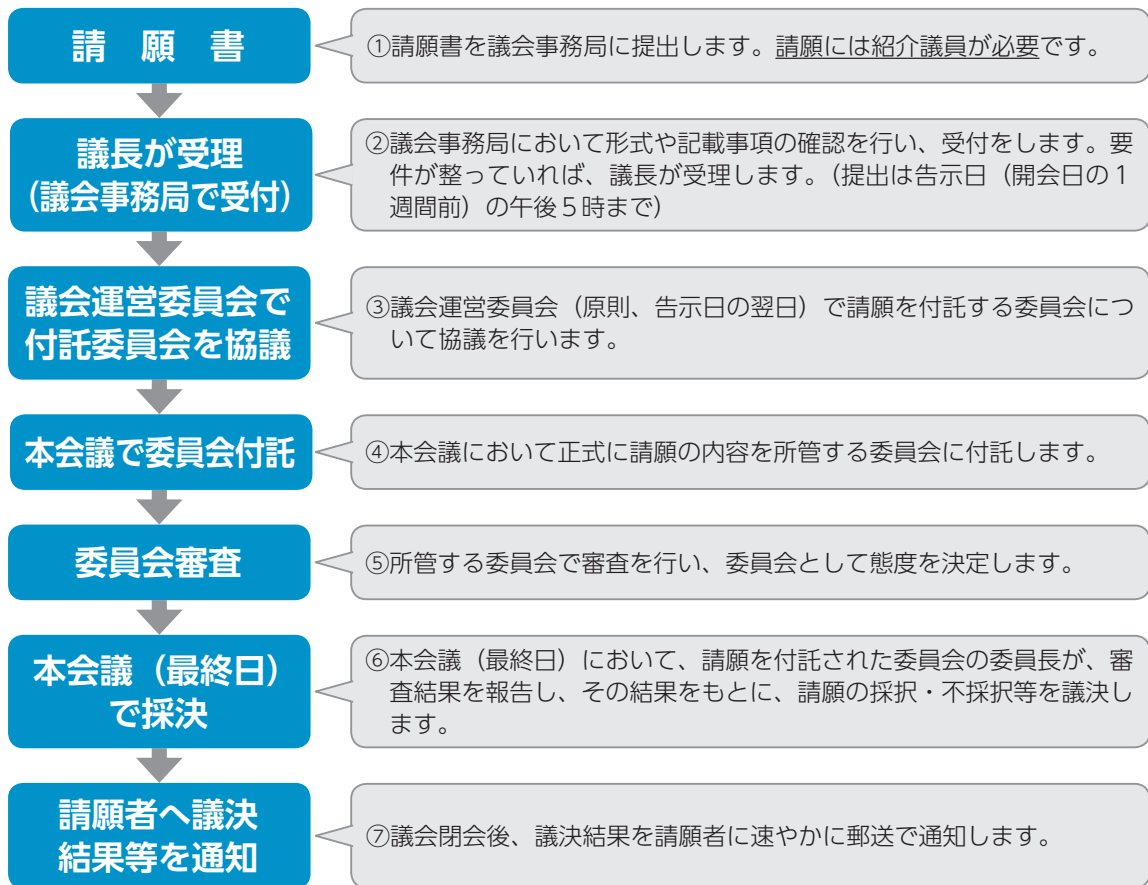 請　願　書
①請願書を議会事務局に提出します。請願には紹介議員が必要です。
議長が受理
（議会事務局で受付）
②議会事務局において形式や記載事項の確認を行い、受付をします。要
件が整っていれば、議長が受理します。（提出は告示日（開会日の１
週間前）の午後５時まで）
議会運営委員会で
付託委員会を協議
③議会運営委員会（原則、告示日の翌日）で請願を付託する委員会につ
いて協議を行います。
本会議で委員会付託
④本会議において正式に請願の内容を所管する委員会に付託します。
委員会審査
⑤所管する委員会で審査を行い、委員会として態度を決定します。
本会議（最終日）
で採決
⑥本会議（最終日）において、請願を付託された委員会の委員長が、審
査結果を報告し、その結果をもとに、請願の採択・不採択等を議決し
ます。
請願者へ議決
結果等を通知
⑦議会閉会後、議決結果を請願者に速やかに郵送で通知します。